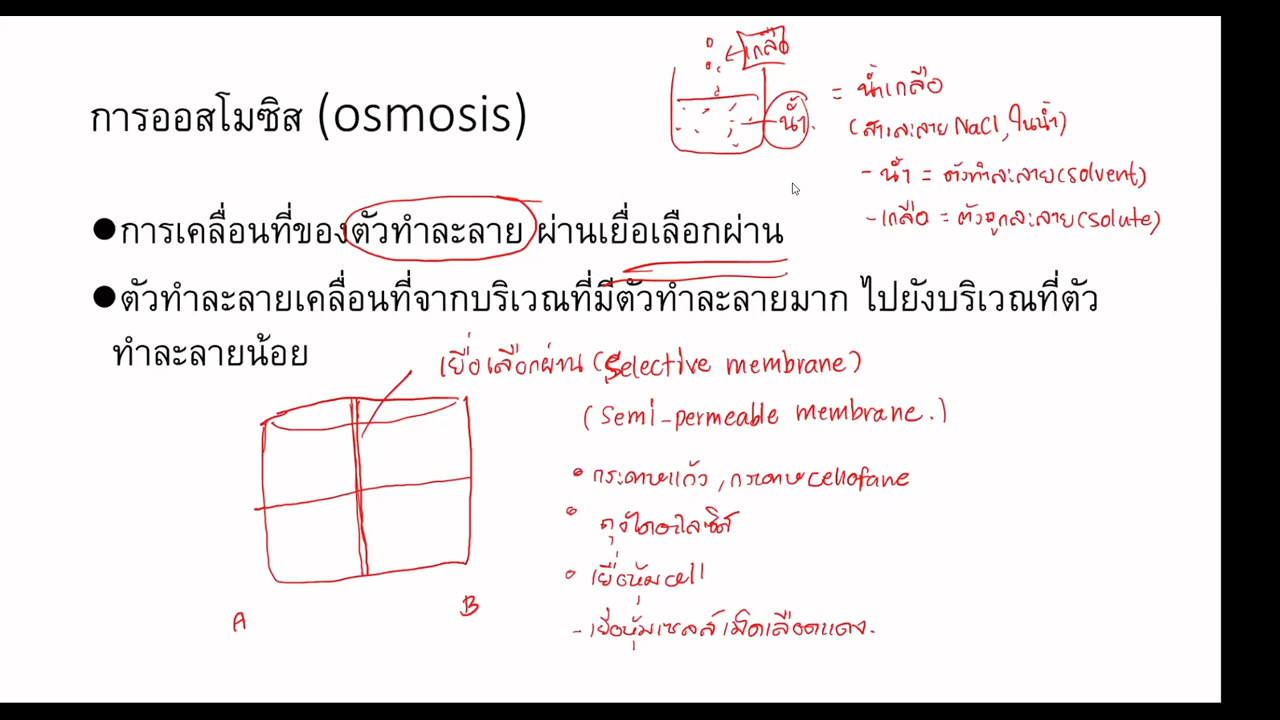 การออสโมซิส (osmosis)
เกลือ
น้ำ
= น้ำเกลือ
(สารละลาย NaCl ในน้ำ)
- น้ำ = ตัวทำละลาย (solvent)
- เกลือ = ตัวถูกละลาย (solute)
●การเคลื่อนที่ของตัวทำละลาย ผ่านเยื่อเลือกผ่าน
●ตัวทำละลายเคลื่อนที่จากบริเวณที่มีตัวทำละลายมาก ไปยังบริเวณที่ตัว
ทำละลายน้อย
เยื่อเลือกผ่าน (Selective membrane)
(Semi-permeable membrane.)
• กระดาษแก้ว, กระดาษ cellofane
• ถุงไดอะไลซิส
• เยื่อหุ้ม cell
- เยื่อหุ้มเซลล์เม็ดเลือดแดง.
A
B